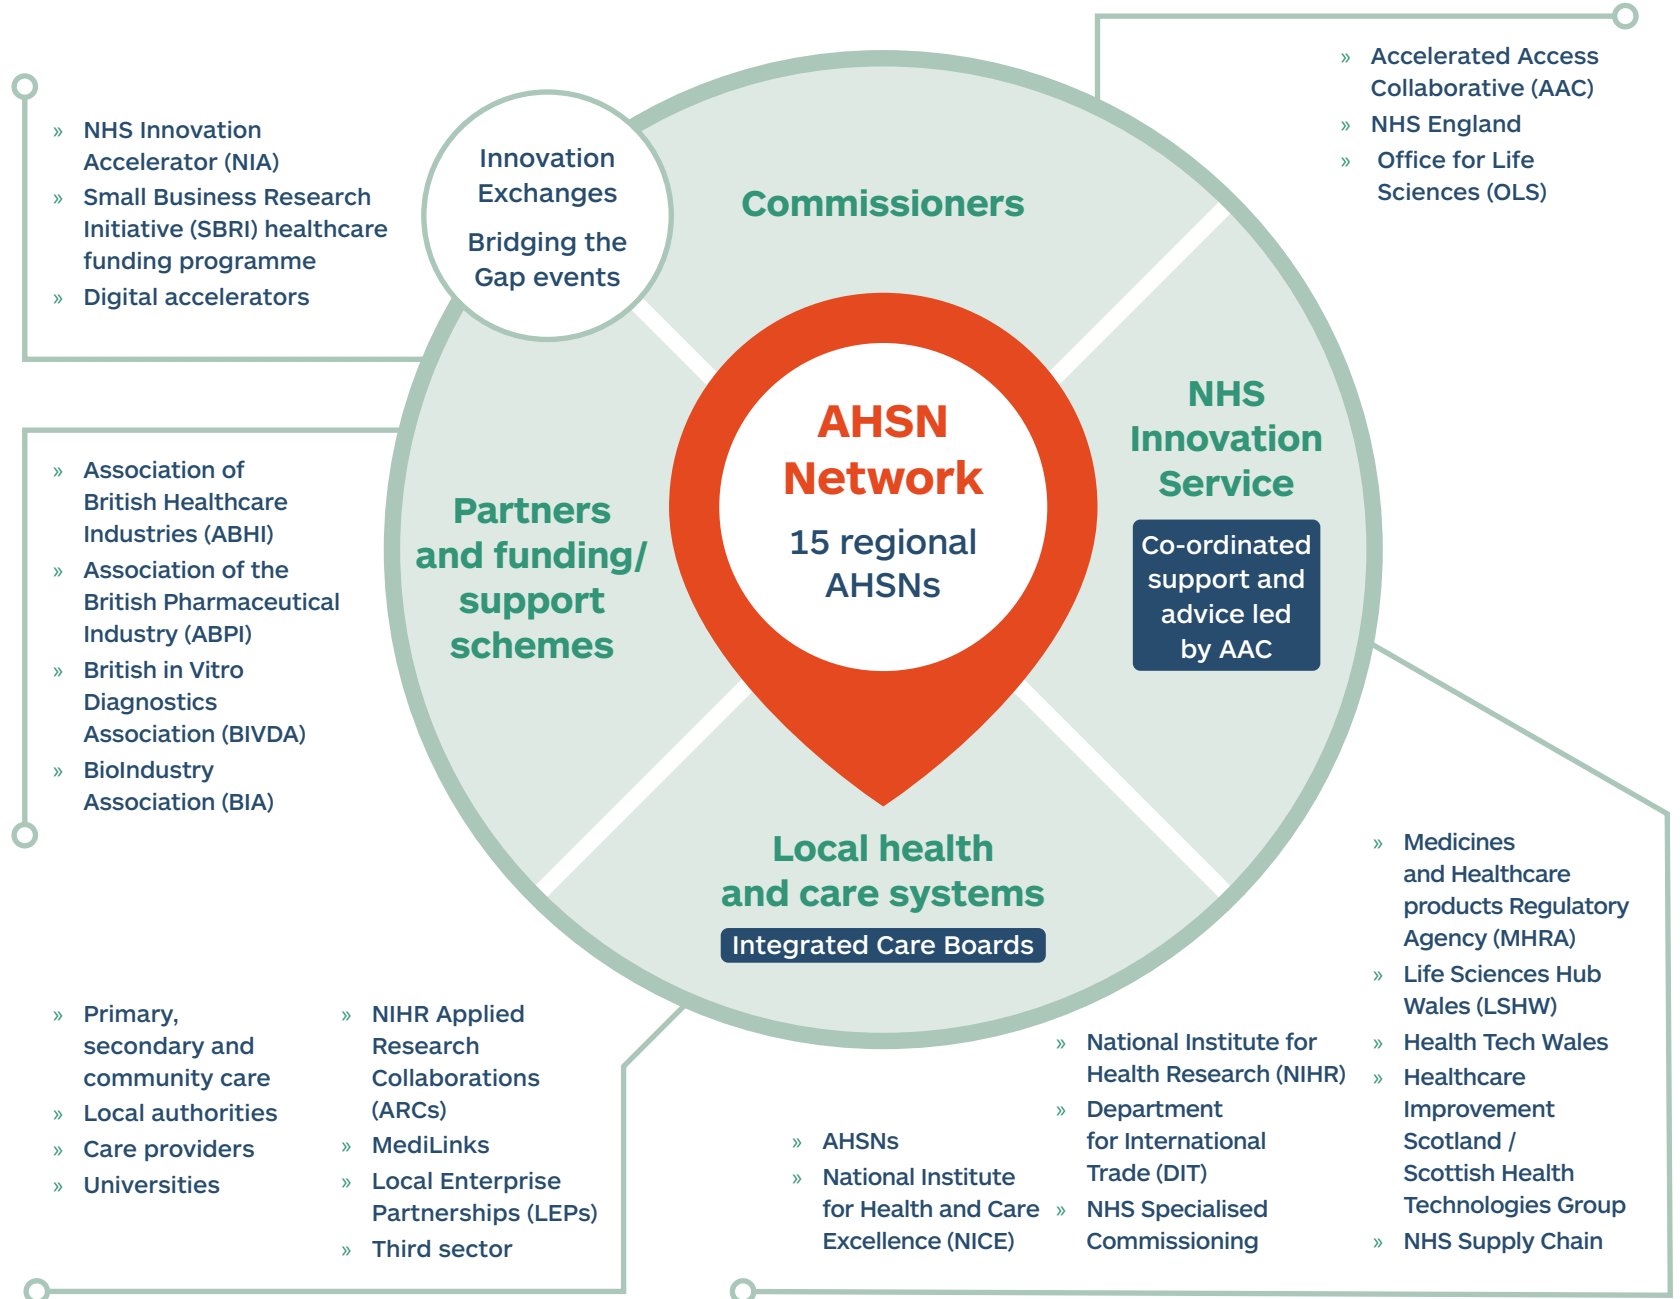 » NHS Innovation
Accelerator (NIA)
» Small Business Research
Initiative (SBRI) healthcare
funding programme
» Digital accelerators
Innovation
Exchanges
Bridging the
Gap events
Commissioners
» Accelerated Access
Collaborative (AAC)
» NHS England
» Office for Life
Sciences (OLS)
» Association of
British Healthcare
Industries (ABHI)
» Association of the
British Pharmaceutical
Industry (ABPI)
» British in Vitro
Diagnostics
Association (BIVDA)
» BioIndustry
Association (BIA)
Partners
and funding/
support
schemes
AHSN
Network
15 regional
AHSNs
NHS
Innovation
Service
Co-ordinated
support and
advice led
by AAC
Local health
and care systems
Integrated Care Boards
» Primary,
secondary and
community care
» Local authorities
» Care providers
» Universities
» NIHR Applied
Research
Collaborations
(ARCs)
» MediLinks
» Local Enterprise
Partnerships (LEPs)
» Third sector
» AHSNs
» National Institute
for Health and Care
Excellence (NICE)
» National Institute for
Health Research (NIHR)
» Department
for International
Trade (DIT)
» NHS Specialised
Commissioning
» Medicines
and Healthcare
products Regulatory
Agency (MHRA)
» Life Sciences Hub
Wales (LSHW)
» Health Tech Wales
» Healthcare
Improvement
Scotland /
Scottish Health
Technologies Group
» NHS Supply Chain